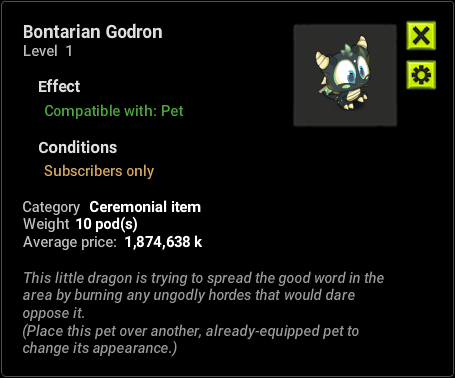 Bontarian Godron
Level 1
Effect
Compatible with: Pet
Conditions
Subscribers only
Category Ceremonial item
Weight 10 pod(s)
Average price: 1,874,638 k
This little dragon is trying to spread the good word in the
area by burning any ungodly hordes that would dare
oppose it.
(Place this pet over another, already-equipped pet to
change its appearance.)